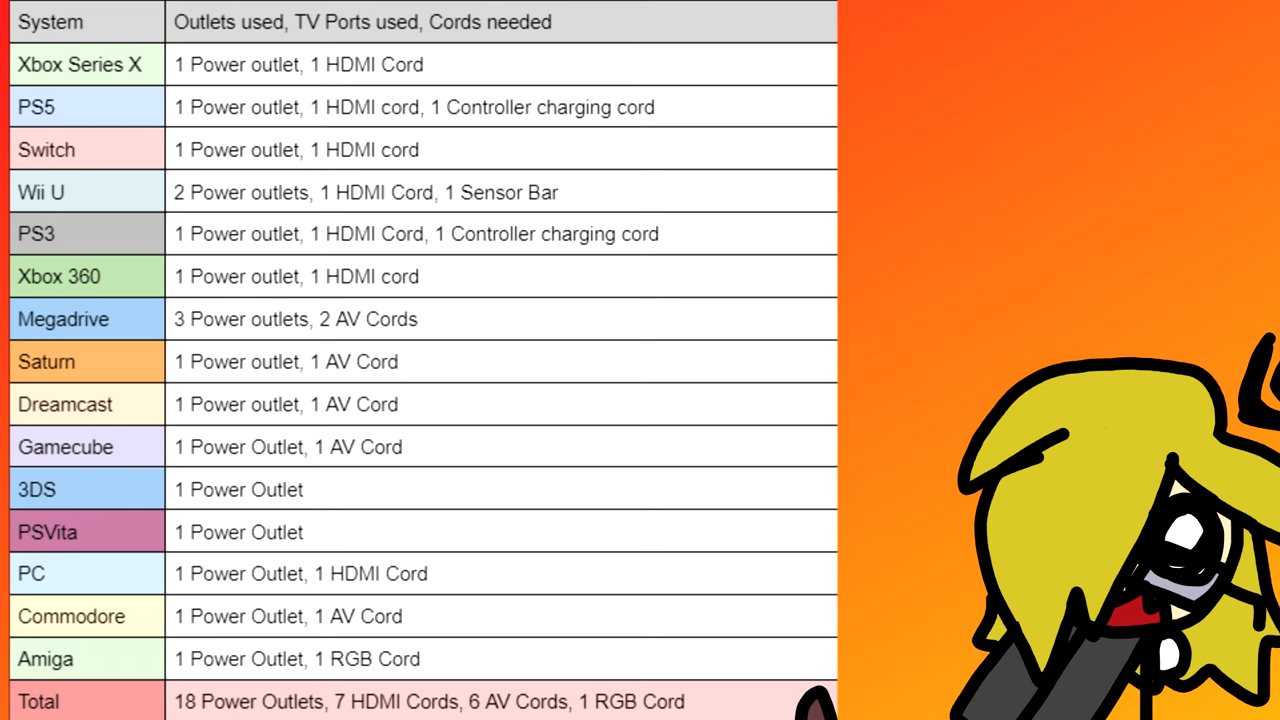 System Outlets used, TV Ports used, Cords needed
Xbox Series X 1 Power outlet, 1 HDMI Cord
PS5 1 Power outlet, 1 HDMI cord, 1 Controller charging cord
Switch 1 Power outlet, 1 HDMI cord
Wii U 2 Power outlets, 1 HDMI Cord, 1 Sensor Bar
PS3 1 Power outlet, 1 HDMI Cord, 1 Controller charging cord
Xbox 360 1 Power outlet, 1 HDMI cord
Megadrive 3 Power outlets, 2 AV Cords
Saturn 1 Power outlet, 1 AV Cord
Dreamcast 1 Power outlet, 1 AV Cord
Gamecube 1 Power Outlet, 1 AV Cord
3DS 1 Power Outlet
PSVita 1 Power Outlet
PC 1 Power Outlet, 1 HDMI Cord
Commodore 1 Power Outlet, 1 AV Cord
Amiga 1 Power Outlet, 1 RGB Cord
Total 18 Power Outlets, 7 HDMI Cords, 6 AV Cords, 1 RGB Cord